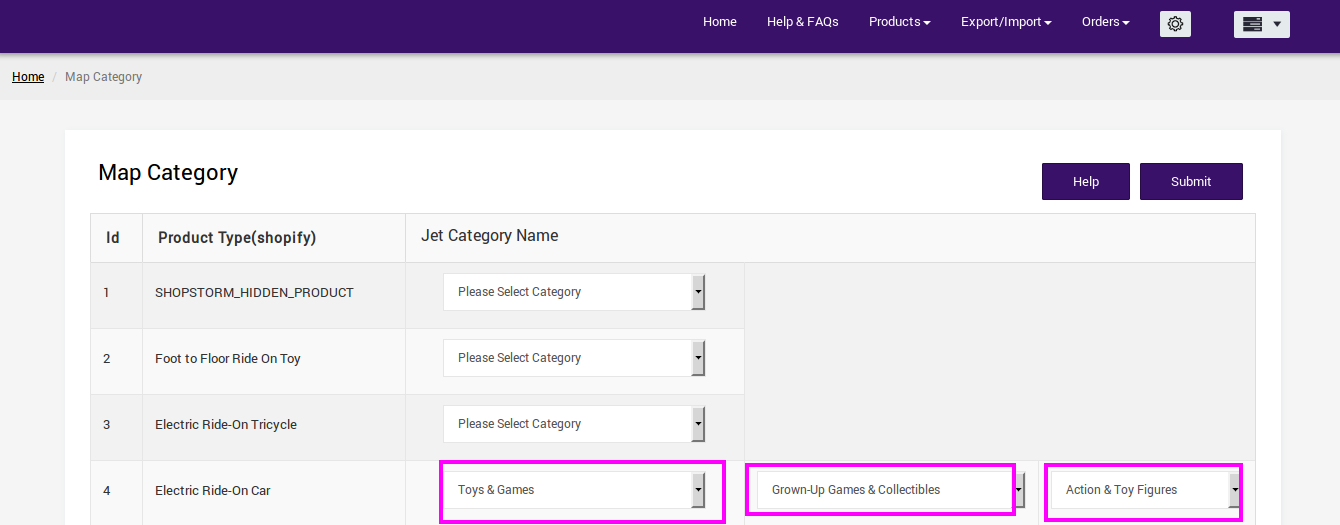 Home Help & FAQs Products Export/Import Orders
Home / Map Category
Map Category
Help Submit
Id Product Type(shopify) Jet Category Name
1 SHOPSTORM_HIDDEN_PRODUCT Please Select Category
2 Foot to Floor Ride On Toy Please Select Category
3 Electric Ride-On Tricycle Please Select Category
4 Electric Ride-On Car Toys & Games Grown-Up Games & Collectibles Action & Toy Figures